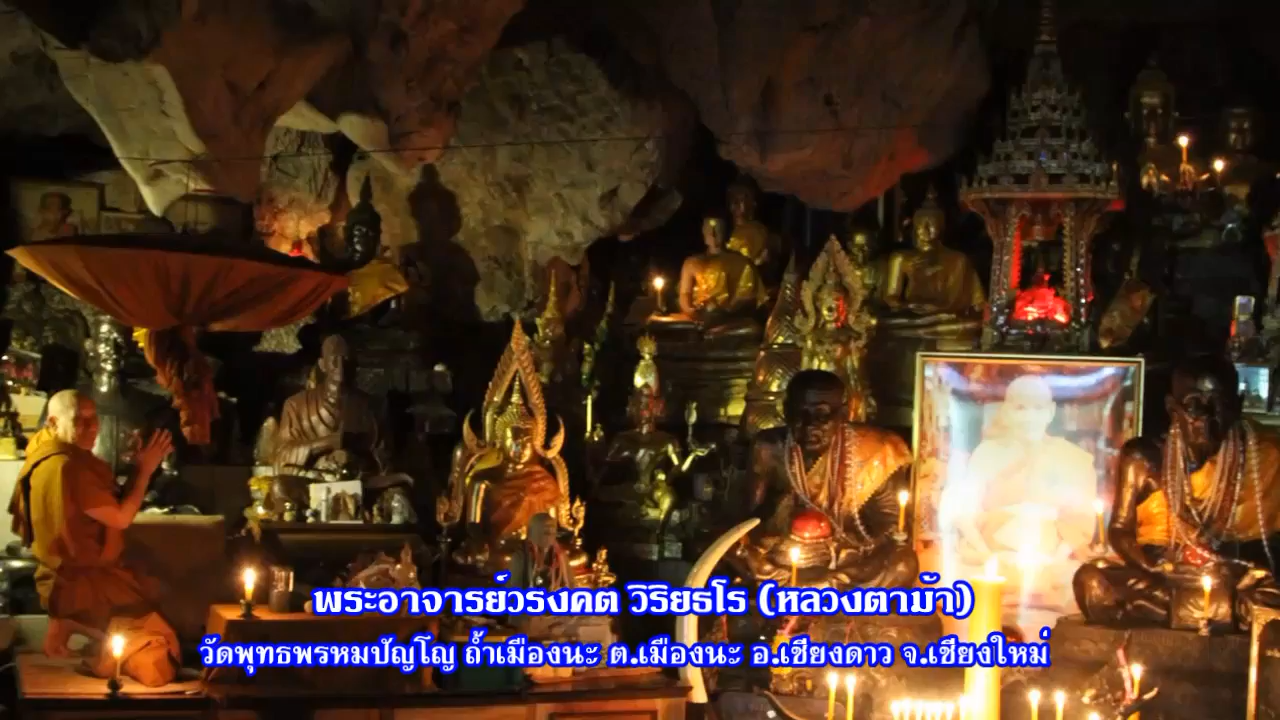 พระอาจารย์วรงคต วิริยธโร (หลวงตาม้า)
วัดพุทธพรหมปัญโญ ถ้ำเมืองนะ ต.เมืองนะ อ.เชียงดาว จ.เชียงใหม่